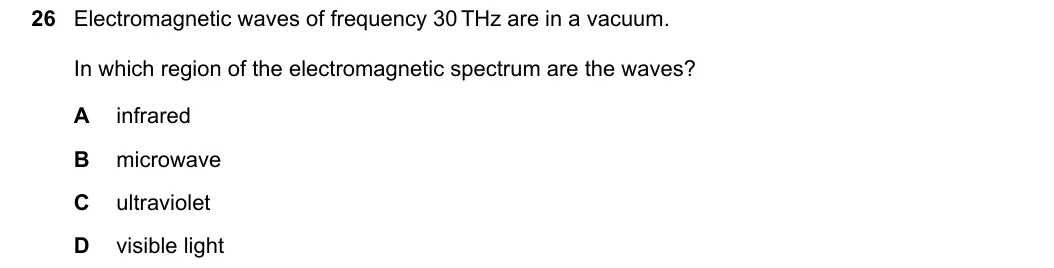 26 Electromagnetic waves of frequency 30 THz are in a vacuum.
In which region of the electromagnetic spectrum are the waves?
A infrared
B microwave
C ultraviolet
D visible light